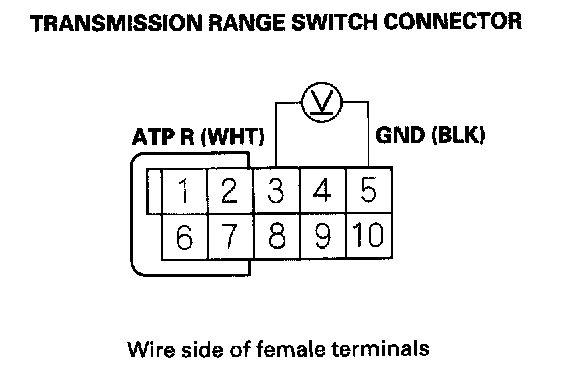 TRANSMISSION RANGE SWITCH CONNECTOR
V
ATP R (WHT) GND (BLK)
1 2 3 4 5
6 7 8 9 10
Wire side of female terminals